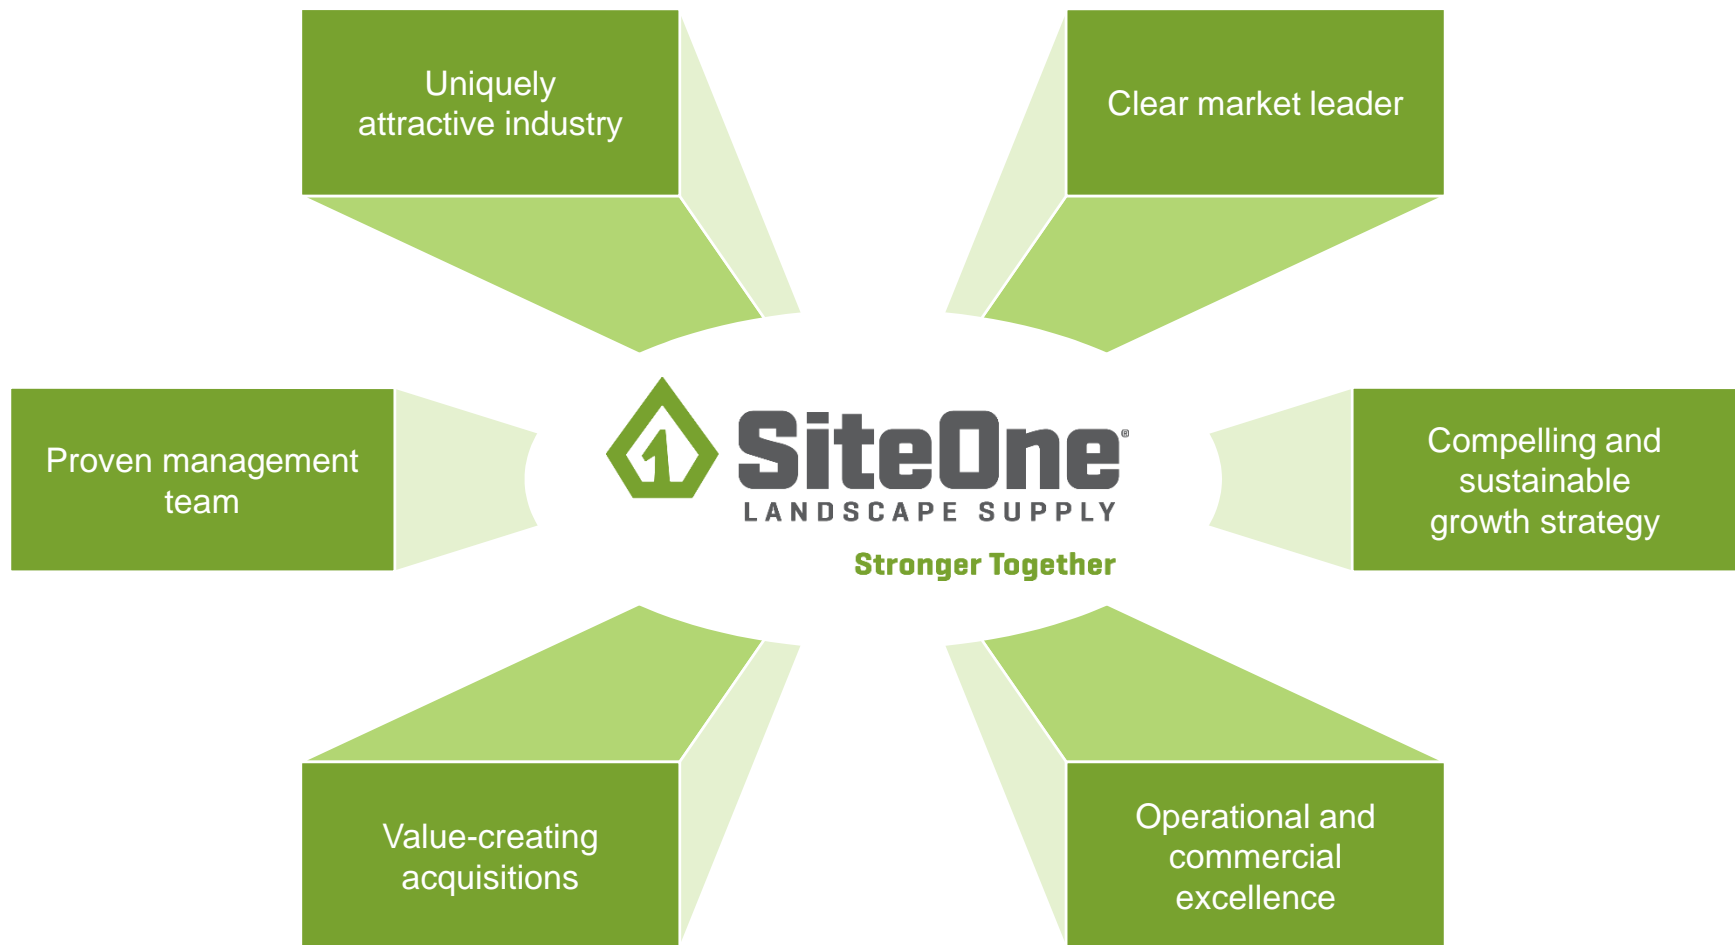 Uniquely
attractive industry
Clear market leader
Proven management
team
1 SiteOne®
LANDSCAPE SUPPLY
Stronger Together
Compelling and
sustainable
growth strategy
Value-creating
acquisitions
Operational and
commercial
excellence